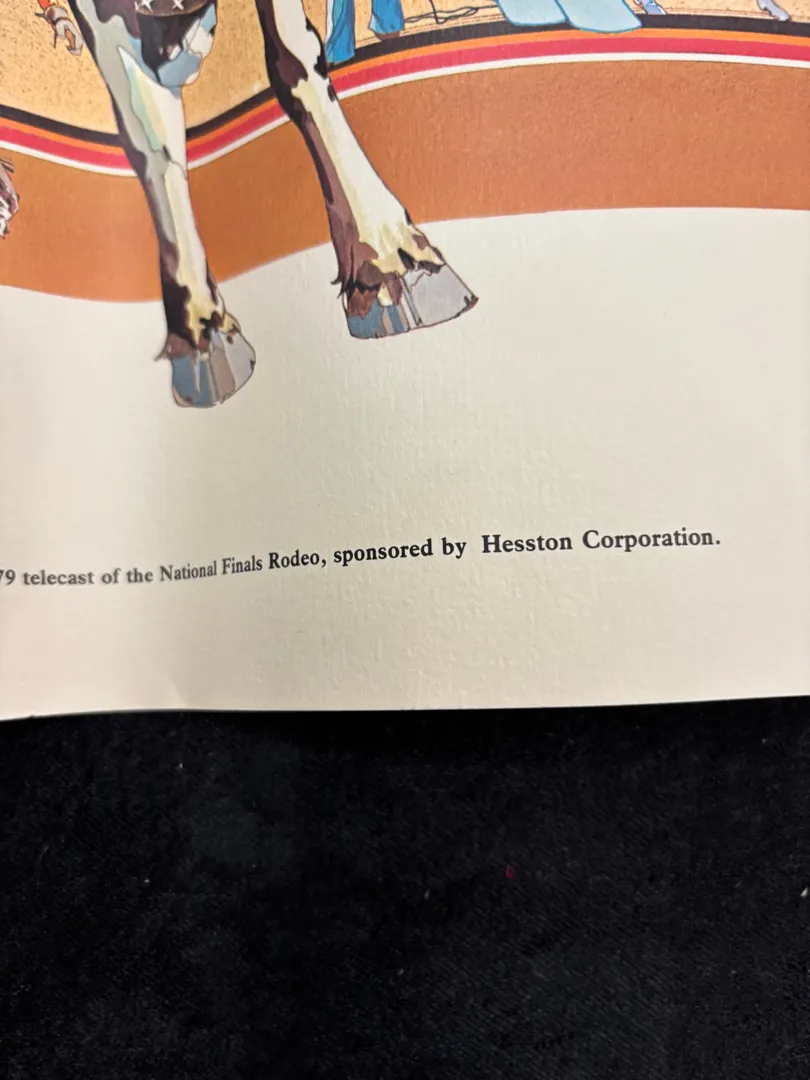 79 telecast of the National Finals Rodeo, sponsored by Hesston Corporation.